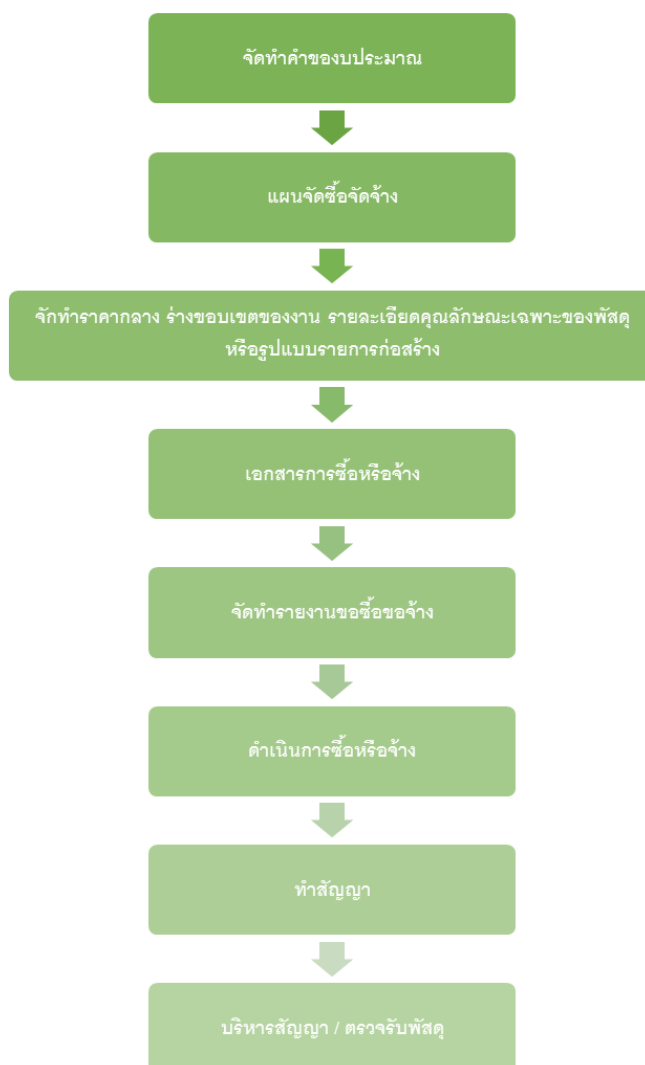 จัดทำคำของบประมาณ
แผนจัดซื้อจัดจ้าง
จักทำราคากลาง ร่างขอบเขตของงาน รายละเอียดคุณลักษณะเฉพาะของพัสดุ
หรือรูปแบบรายการก่อสร้าง
เอกสารการซื้อหรือจ้าง
จัดทำรายงานขอซื้อขอจ้าง
ดำเนินการซื้อหรือจ้าง
ทำสัญญา
บริหารสัญญา / ตรวจรับพัสดุ